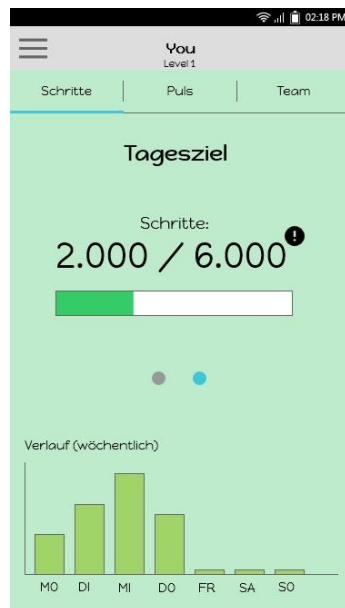 02:18 PM
You
Level 1
Schritte
Puls
Team
Tagesziel
Schritte:
2.000 / 6.000 !
Verlauf (wöchentlich)
MO DI MI DO FR SA SO